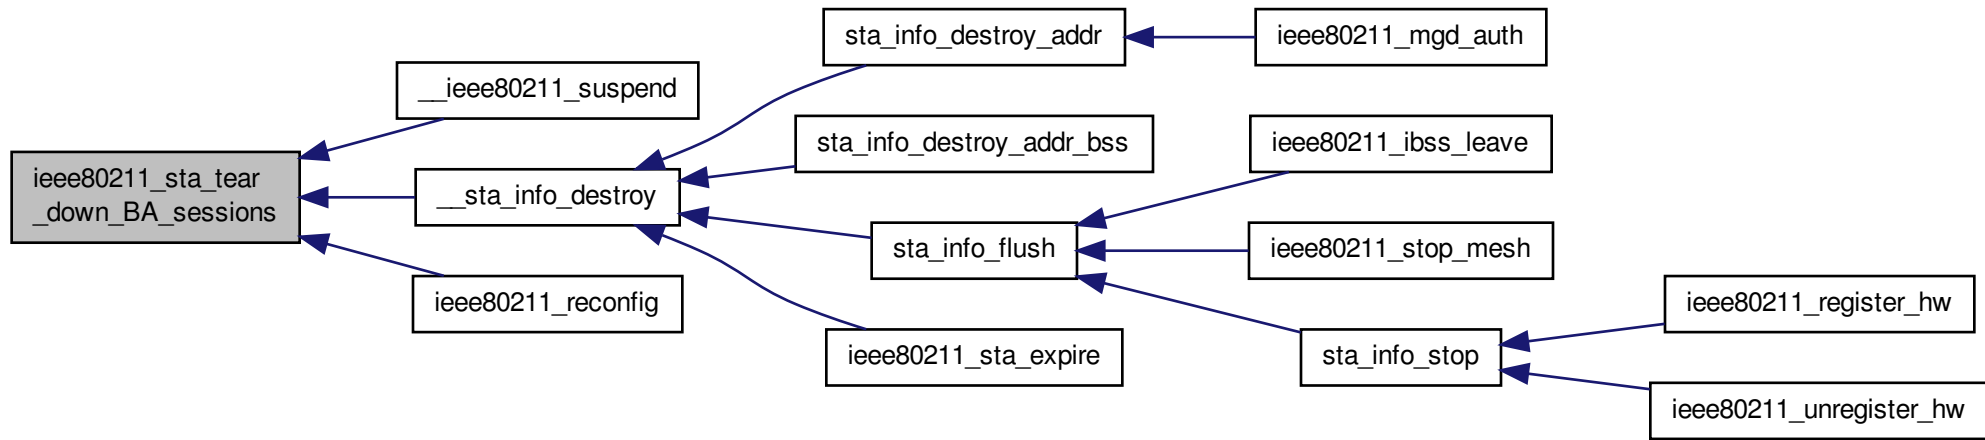 ieee80211_sta_tear
_down_BA_sessions
__ieee80211_suspend
__sta_info_destroy
ieee80211_reconfig
sta_info_destroy_addr
sta_info_destroy_addr_bss
sta_info_flush
ieee80211_sta_expire
ieee80211_mgd_auth
ieee80211_ibss_leave
ieee80211_stop_mesh
sta_info_stop
ieee80211_register_hw
ieee80211_unregister_hw